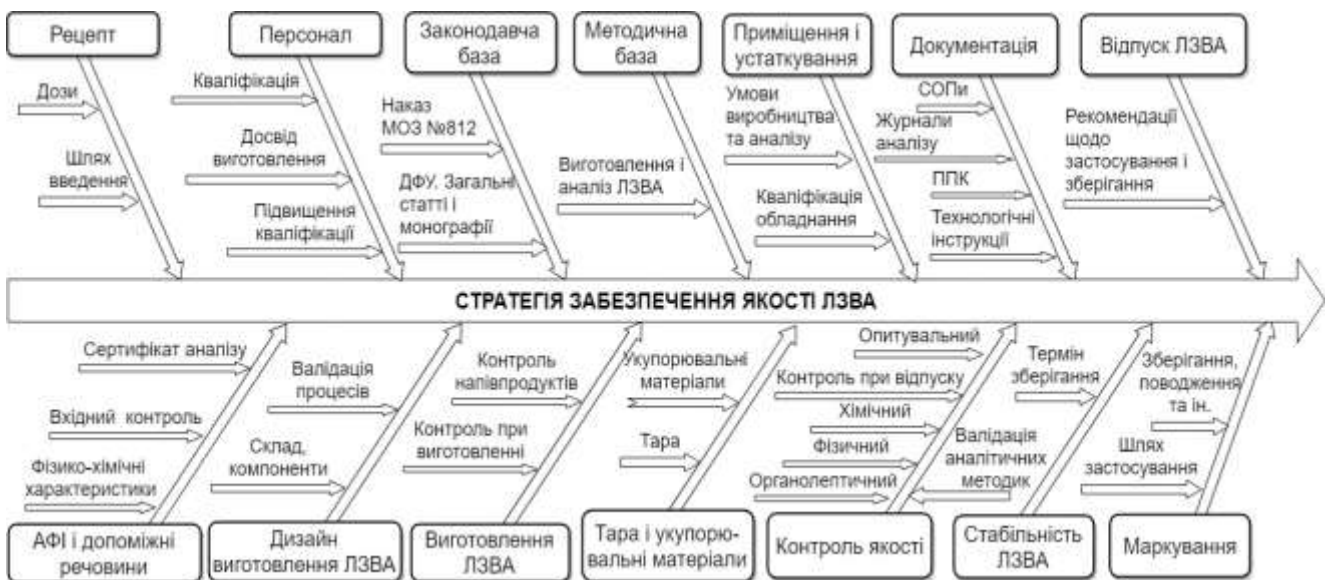 Рецепт
Персонал
Законодавча
база
Методична
база
Приміщення і
устаткування
Документація
Відпуск ЛЗВА
Дози
Шлях
введення
Кваліфікація
Досвід
виготовлення
Підвищення
кваліфікації
Наказ
МОЗ №812
ДФУ. Загальні
статті і
монографії
Виготовлення і
аналіз ЛЗВА
Умови
виробництва
та аналізу
Кваліфікація
обладнання
СОПи
Журнали
аналізу
ППК
Технологічні
інструкції
Рекомендації
щодо
застосування і
зберігання
СТРАТЕГІЯ ЗАБЕЗПЕЧЕННЯ ЯКОСТІ ЛЗВА
Сертифікат аналізу
Вхідний контроль
Фізико-хімічні
характеристики
Валідація
процесів
Склад,
компоненти
Контроль
напівпродуктів
Контроль при
виготовленні
Укупорювальні
матеріали
Тара
Опитувальний
Контроль при відпуску
Хімічний
Фізичний
Органолептичний
Термін
зберігання
Валідація
аналітичних
методик
Зберігання,
поводження
та ін.
Шлях
застосування
АФІ і допоміжні
речовини
Дизайн
виготовлення ЛЗВА
Виготовлення
ЛЗВА
Тара і укупорю-
вальні матеріали
Контроль якості
Стабільність
ЛЗВА
Маркування